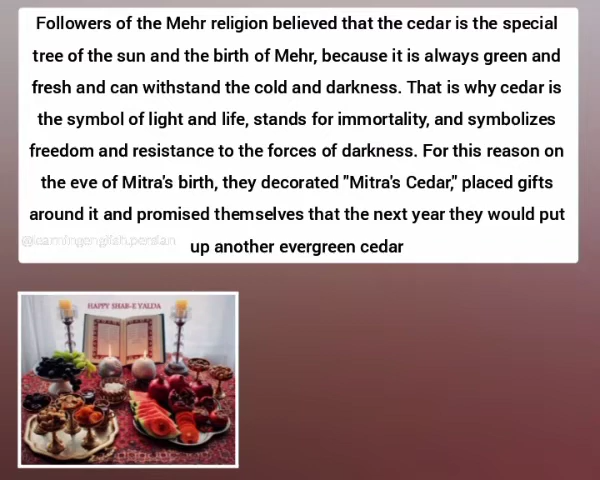 Followers of the Mehr religion believed that the cedar is the special
tree of the sun and the birth of Mehr, because it is always green and
fresh and can withstand the cold and darkness. That is why cedar is
the symbol of light and life, stands for immortality, and symbolizes
freedom and resistance to the forces of darkness. For this reason on
the eve of Mitra's birth, they decorated "Mitra's Cedar," placed gifts
around it and promised themselves that the next year they would put
up another evergreen cedar
@learningenglish.persian
HAPPY SHAB-E YALDA